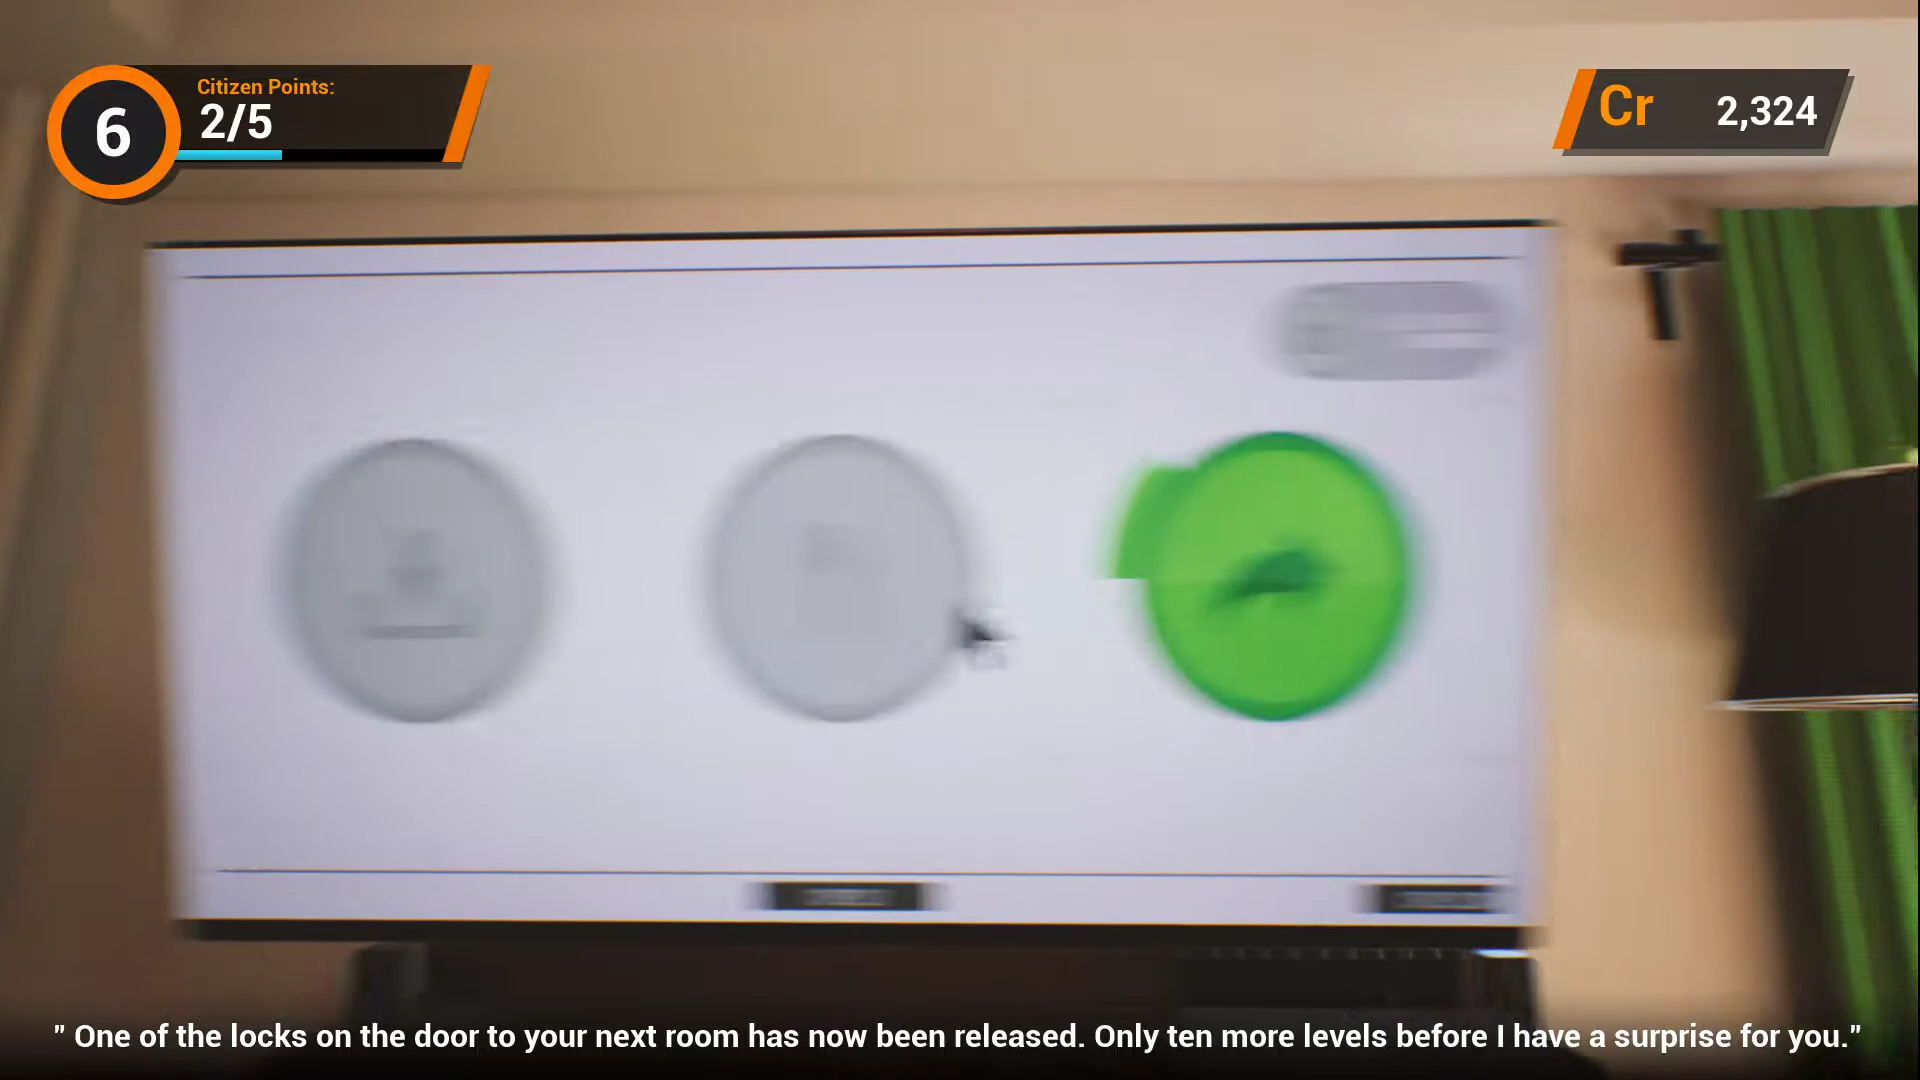 6
Citizen Points:
2/5
Cr 2,324
" One of the locks on the door to your next room has now been released. Only ten more levels before I have a surprise for you."